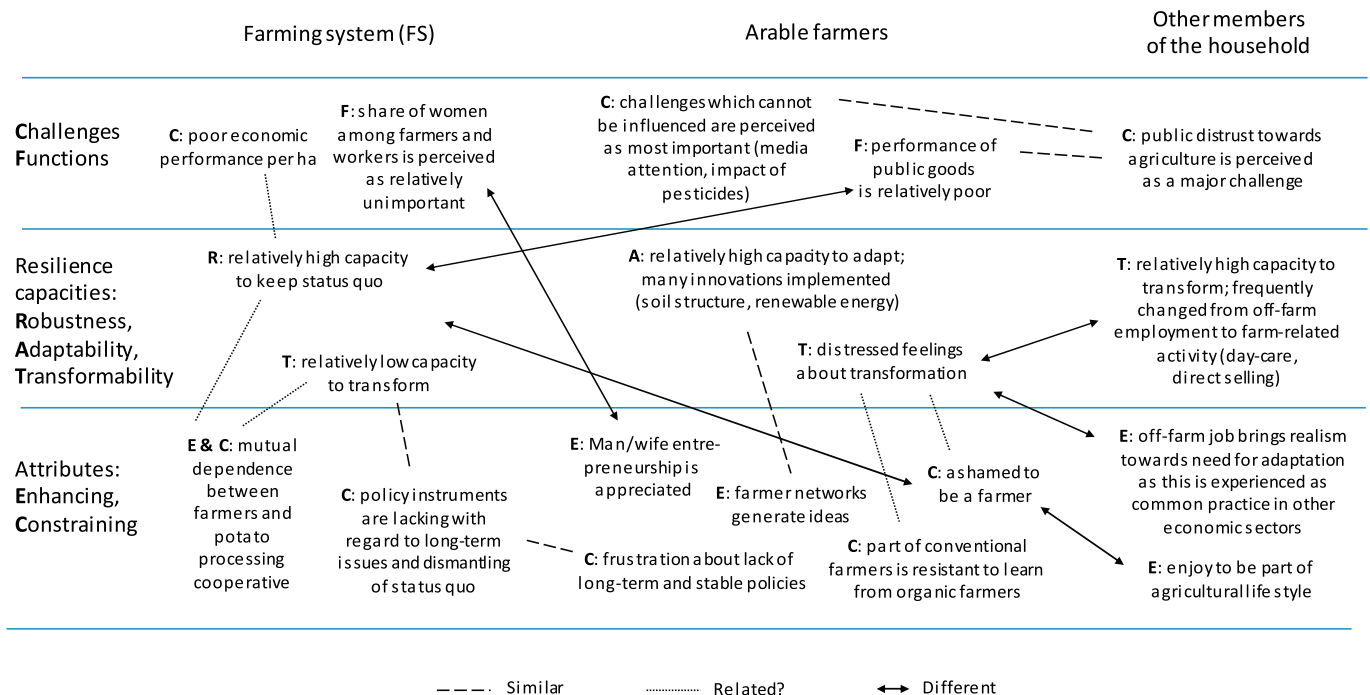 Farming system (FS)
Arable farmers
Other members
of the household
Challenges
Functions
C: poor economic
performance per ha
F: share of women
among farmers and
workers is perceived
as relatively
unimportant
C: challenges which cannot
be influenced are perceived
as most important (media
attention, impact of
pesticides)
F: performance of
public goods
is relatively poor
C: public distrust towards
agriculture is perceived
as a major challenge
Resilience
capacities:
Robustness,
Adaptability,
Transformability
R: relatively high capacity
to keep status quo
T: relatively low capacity
to transform
A: relatively high capacity to adapt;
many innovations implemented
(soil structure, renewable energy)
T: distressed feelings
about transformation
T: relatively high capacity to
transform; frequently
changed from off-farm
employment to farm-related
activity (day-care,
direct selling)
Attributes:
Enhancing,
Constraining
E & C: mutual
dependence
between
farmers and
potato
processing
cooperative
C: policy instruments
are lacking with
regard to long-term
issues and dismantling
of status quo
E: Man/wife entre-
preneurship is
appreciated
E: farmer networks
generate ideas
C: frustration about lack of
long-term and stable policies
C: ashamed to
be a farmer
C: part of conventional
farmers is resistant to learn
from organic farmers
E: off-farm job brings realism
towards need for adaptation
as this is experienced as
common practice in other
economic sectors
E: enjoy to be part of
agricultural life style
Similar
Related?
Different